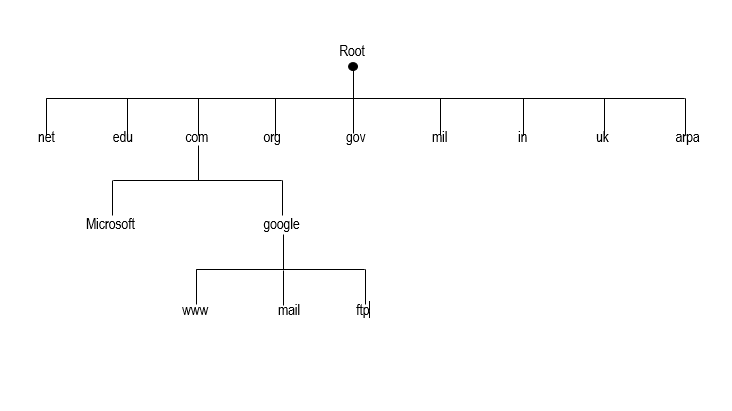 Root
net edu com org gov mil in uk arpa
Microsoft google
www mail ftp